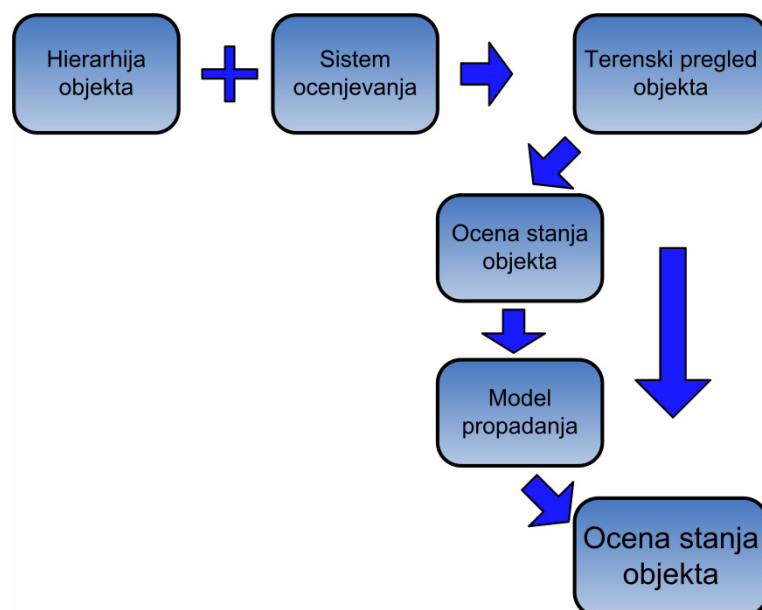 Hierarhija
objekta
Sistem
ocenjevanja
Terenski pregled
objekta
Ocena stanja
objekta
Model
propadanja
Ocena stanja
objekta